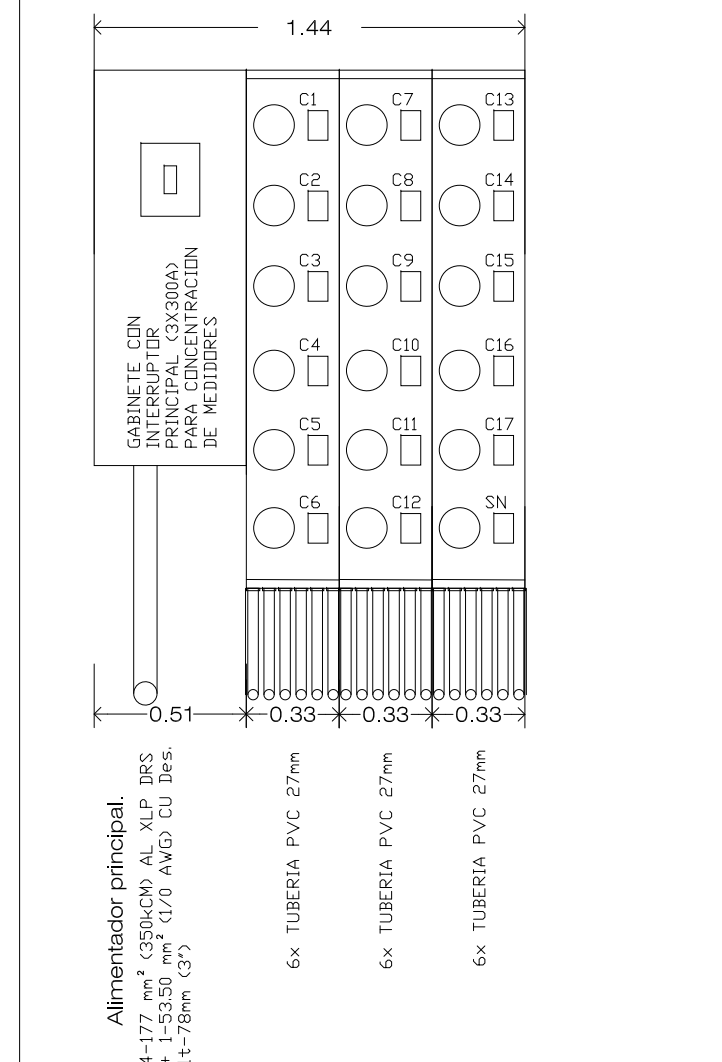 1.44
C1
C7
C13
C2
C8
C14
C3
C9
C15
C4
C10
C16
C5
C11
C17
C6
C12
SN
GABINETE CON
INTERRUPTOR
PRINCIPAL (3X300A)
PARA CONCENTRACION
DE MEDIDORES
0.51
0.33
0.33
0.33
Alimentador principal.
4-177 mm² (350kCM) AL XLP DRS
+ 1-53.50 mm² (1/0 AWG) CU Des.
1t-78mm (3")
6x TUBERIA PVC 27mm
6x TUBERIA PVC 27mm
6x TUBERIA PVC 27mm